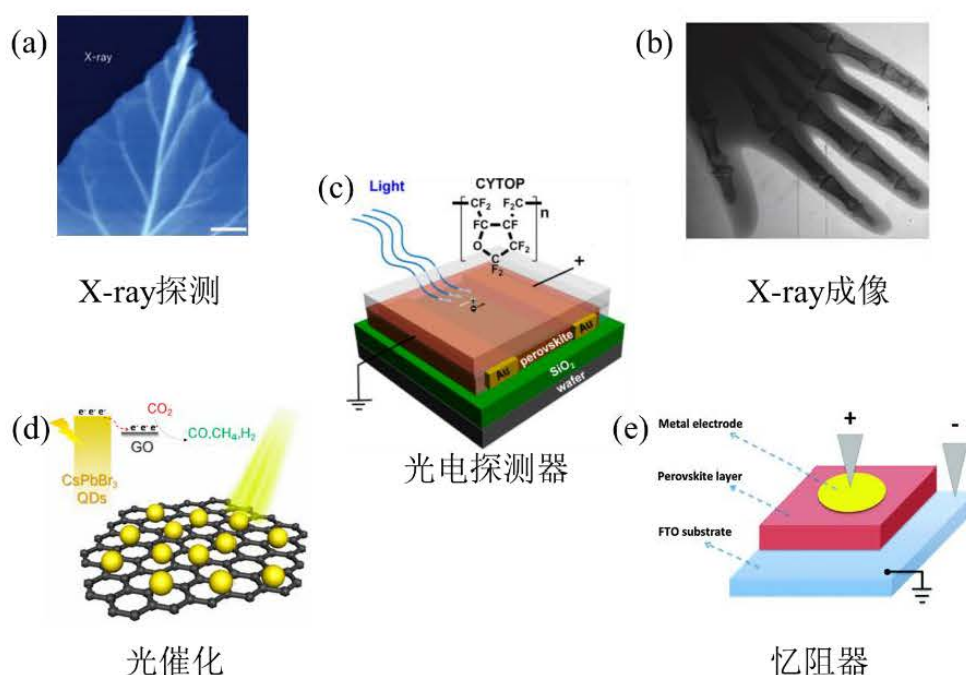 (a)
X-ray
X-ray探测
(b)
X-ray成像
(c)
Light
CYTOP
CF₂ F₂C n
FC CF
O CF₂
C
F₂
+
e
Au perovskite Au
SiO₂
wafer
光电探测器
(d)
e⁻ e⁻ e⁻
CO₂
e⁻ e⁻ e⁻
GO
CO,CH₄,H₂
CsPbBr₃
QDs
光催化
(e)
+ -
Metal electrode
Perovskite layer
FTO substrate
忆阻器